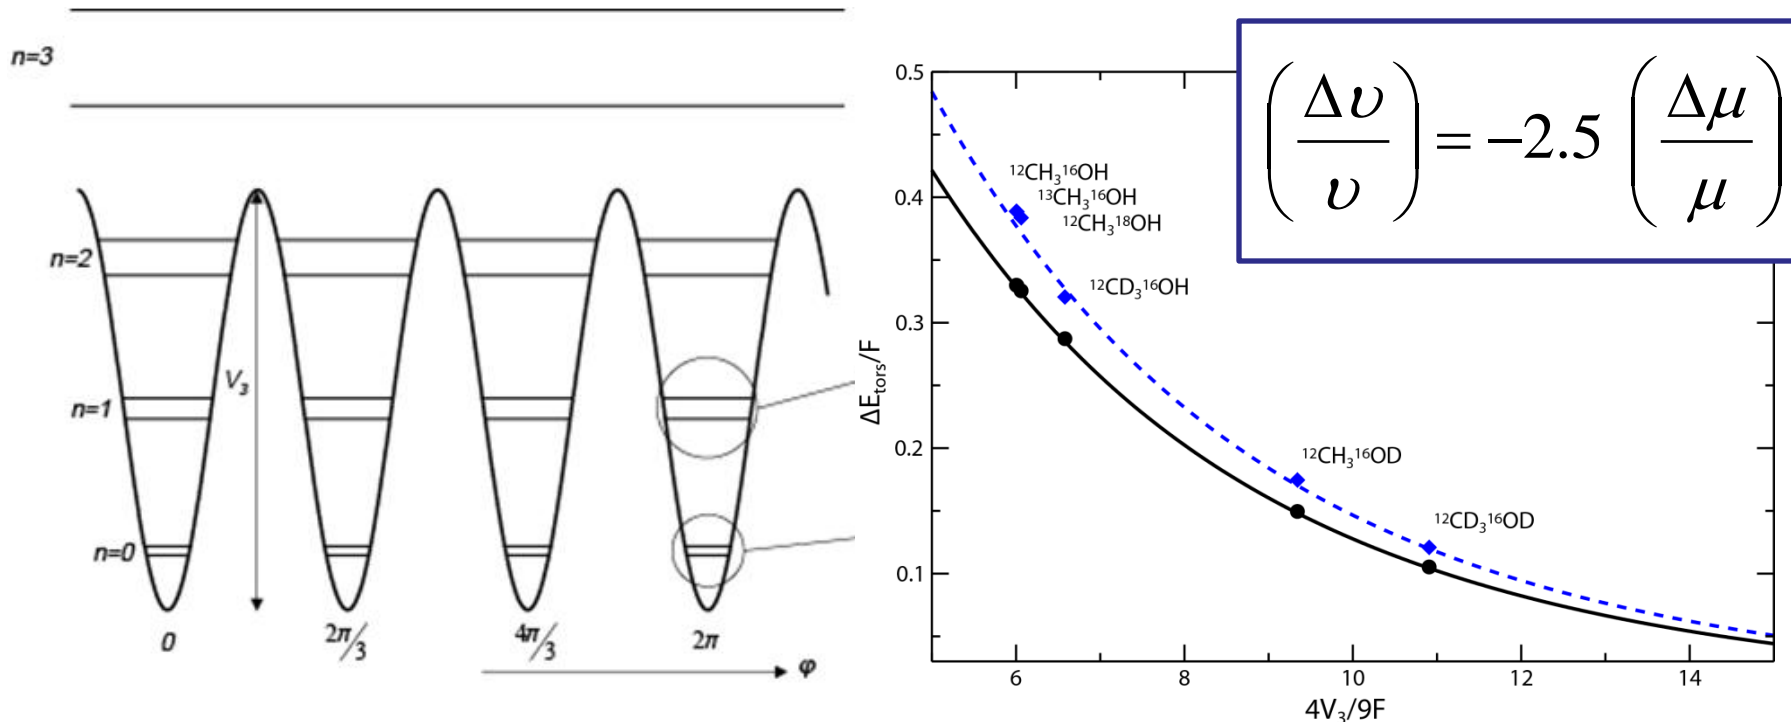 n=3
n=2
V₃
n=1
n=0
0
2π/3
4π/3
2π
φ
(Δυ/υ) = −2.5 (Δμ/μ)
0.5
0.4
0.3
0.2
0.1
ΔE_tors/F
¹²CH₃¹⁶OH
¹³CH₃¹⁶OH
¹²CH₃¹⁸OH
¹²CD₃¹⁶OH
¹²CH₃¹⁶OD
¹²CD₃¹⁶OD
6
8
10
12
14
4V₃/9F